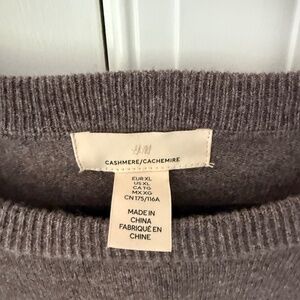 H&M
CASHMERE/CACHEMIRE
EUR XL
US XL
CA TG
MX XG
CN 175/116A
MADE IN
CHINA
FABRIQUÉ EN
CHINE